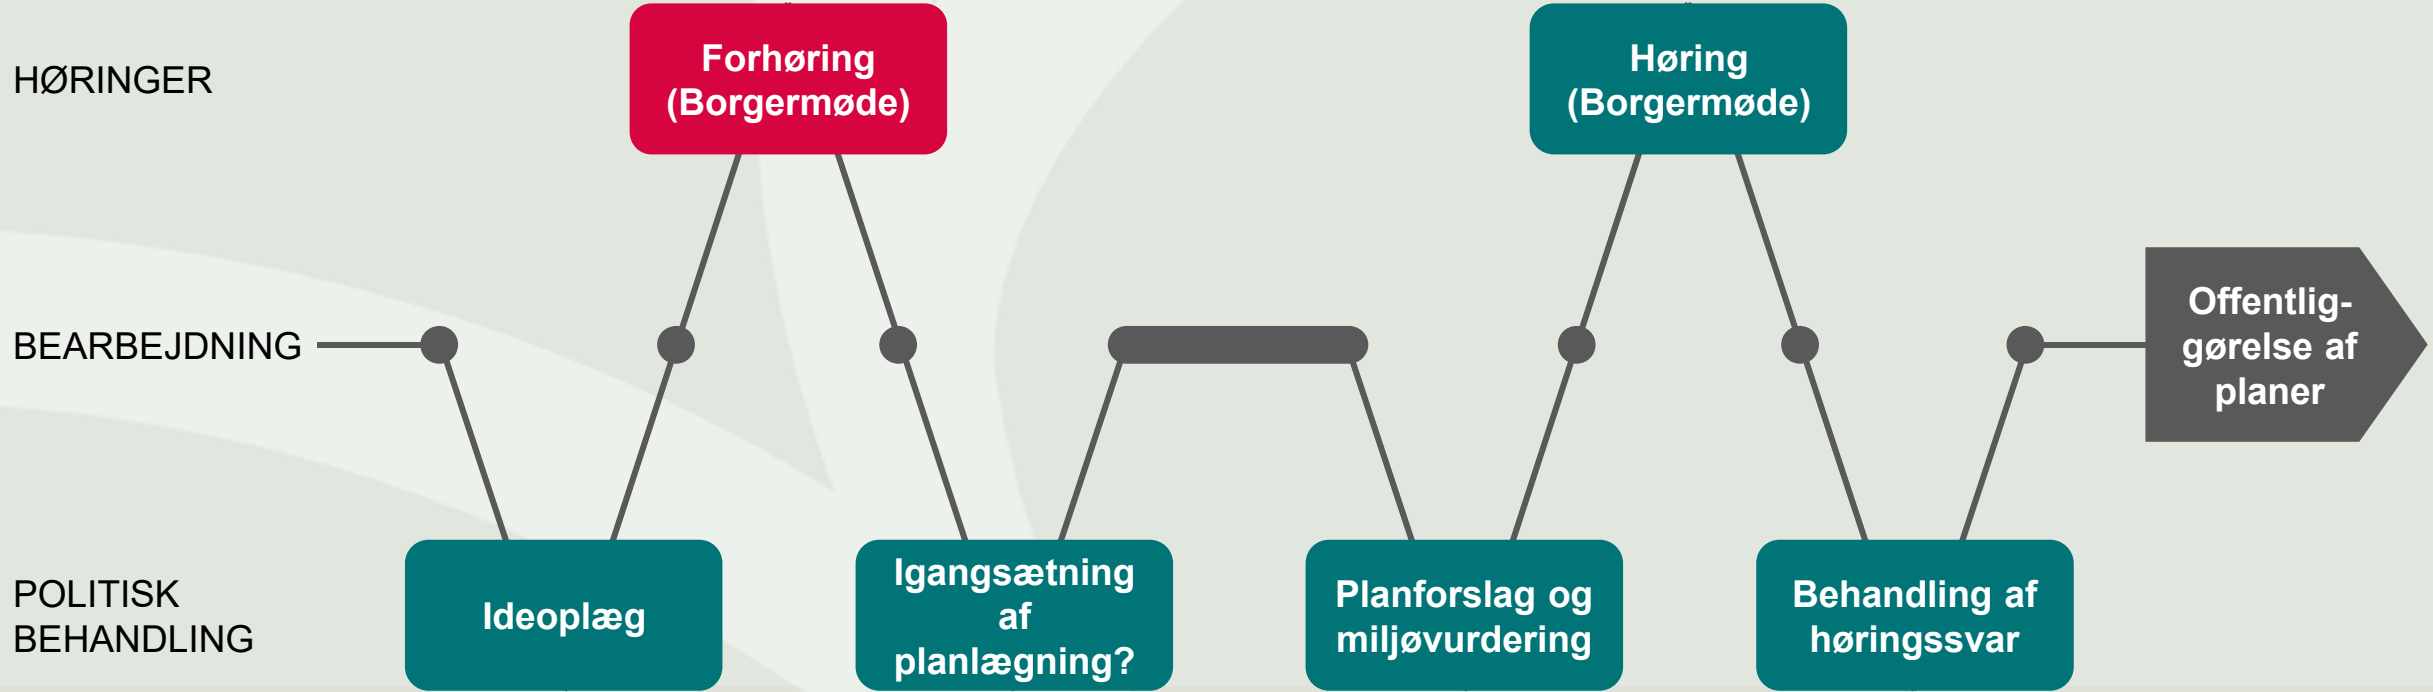 HØRINGER
Forhøring
(Borgermøde)
Høring
(Borgermøde)
BEARBEJDNING
Offentlig-
gørelse af
planer
POLITISK
BEHANDLING
Ideoplæg
Igangsætning
af
planlægning?
Planforslag og
miljøvurdering
Behandling af
høringssvar